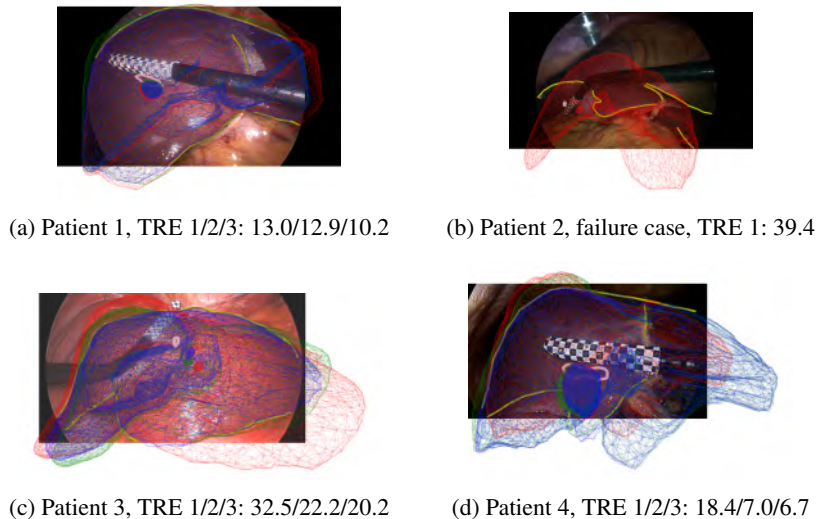 (a) Patient 1, TRE 1/2/3: 13.0/12.9/10.2
(b) Patient 2, failure case, TRE 1: 39.4
(c) Patient 3, TRE 1/2/3: 32.5/22.2/20.2
(d) Patient 4, TRE 1/2/3: 18.4/7.0/6.7